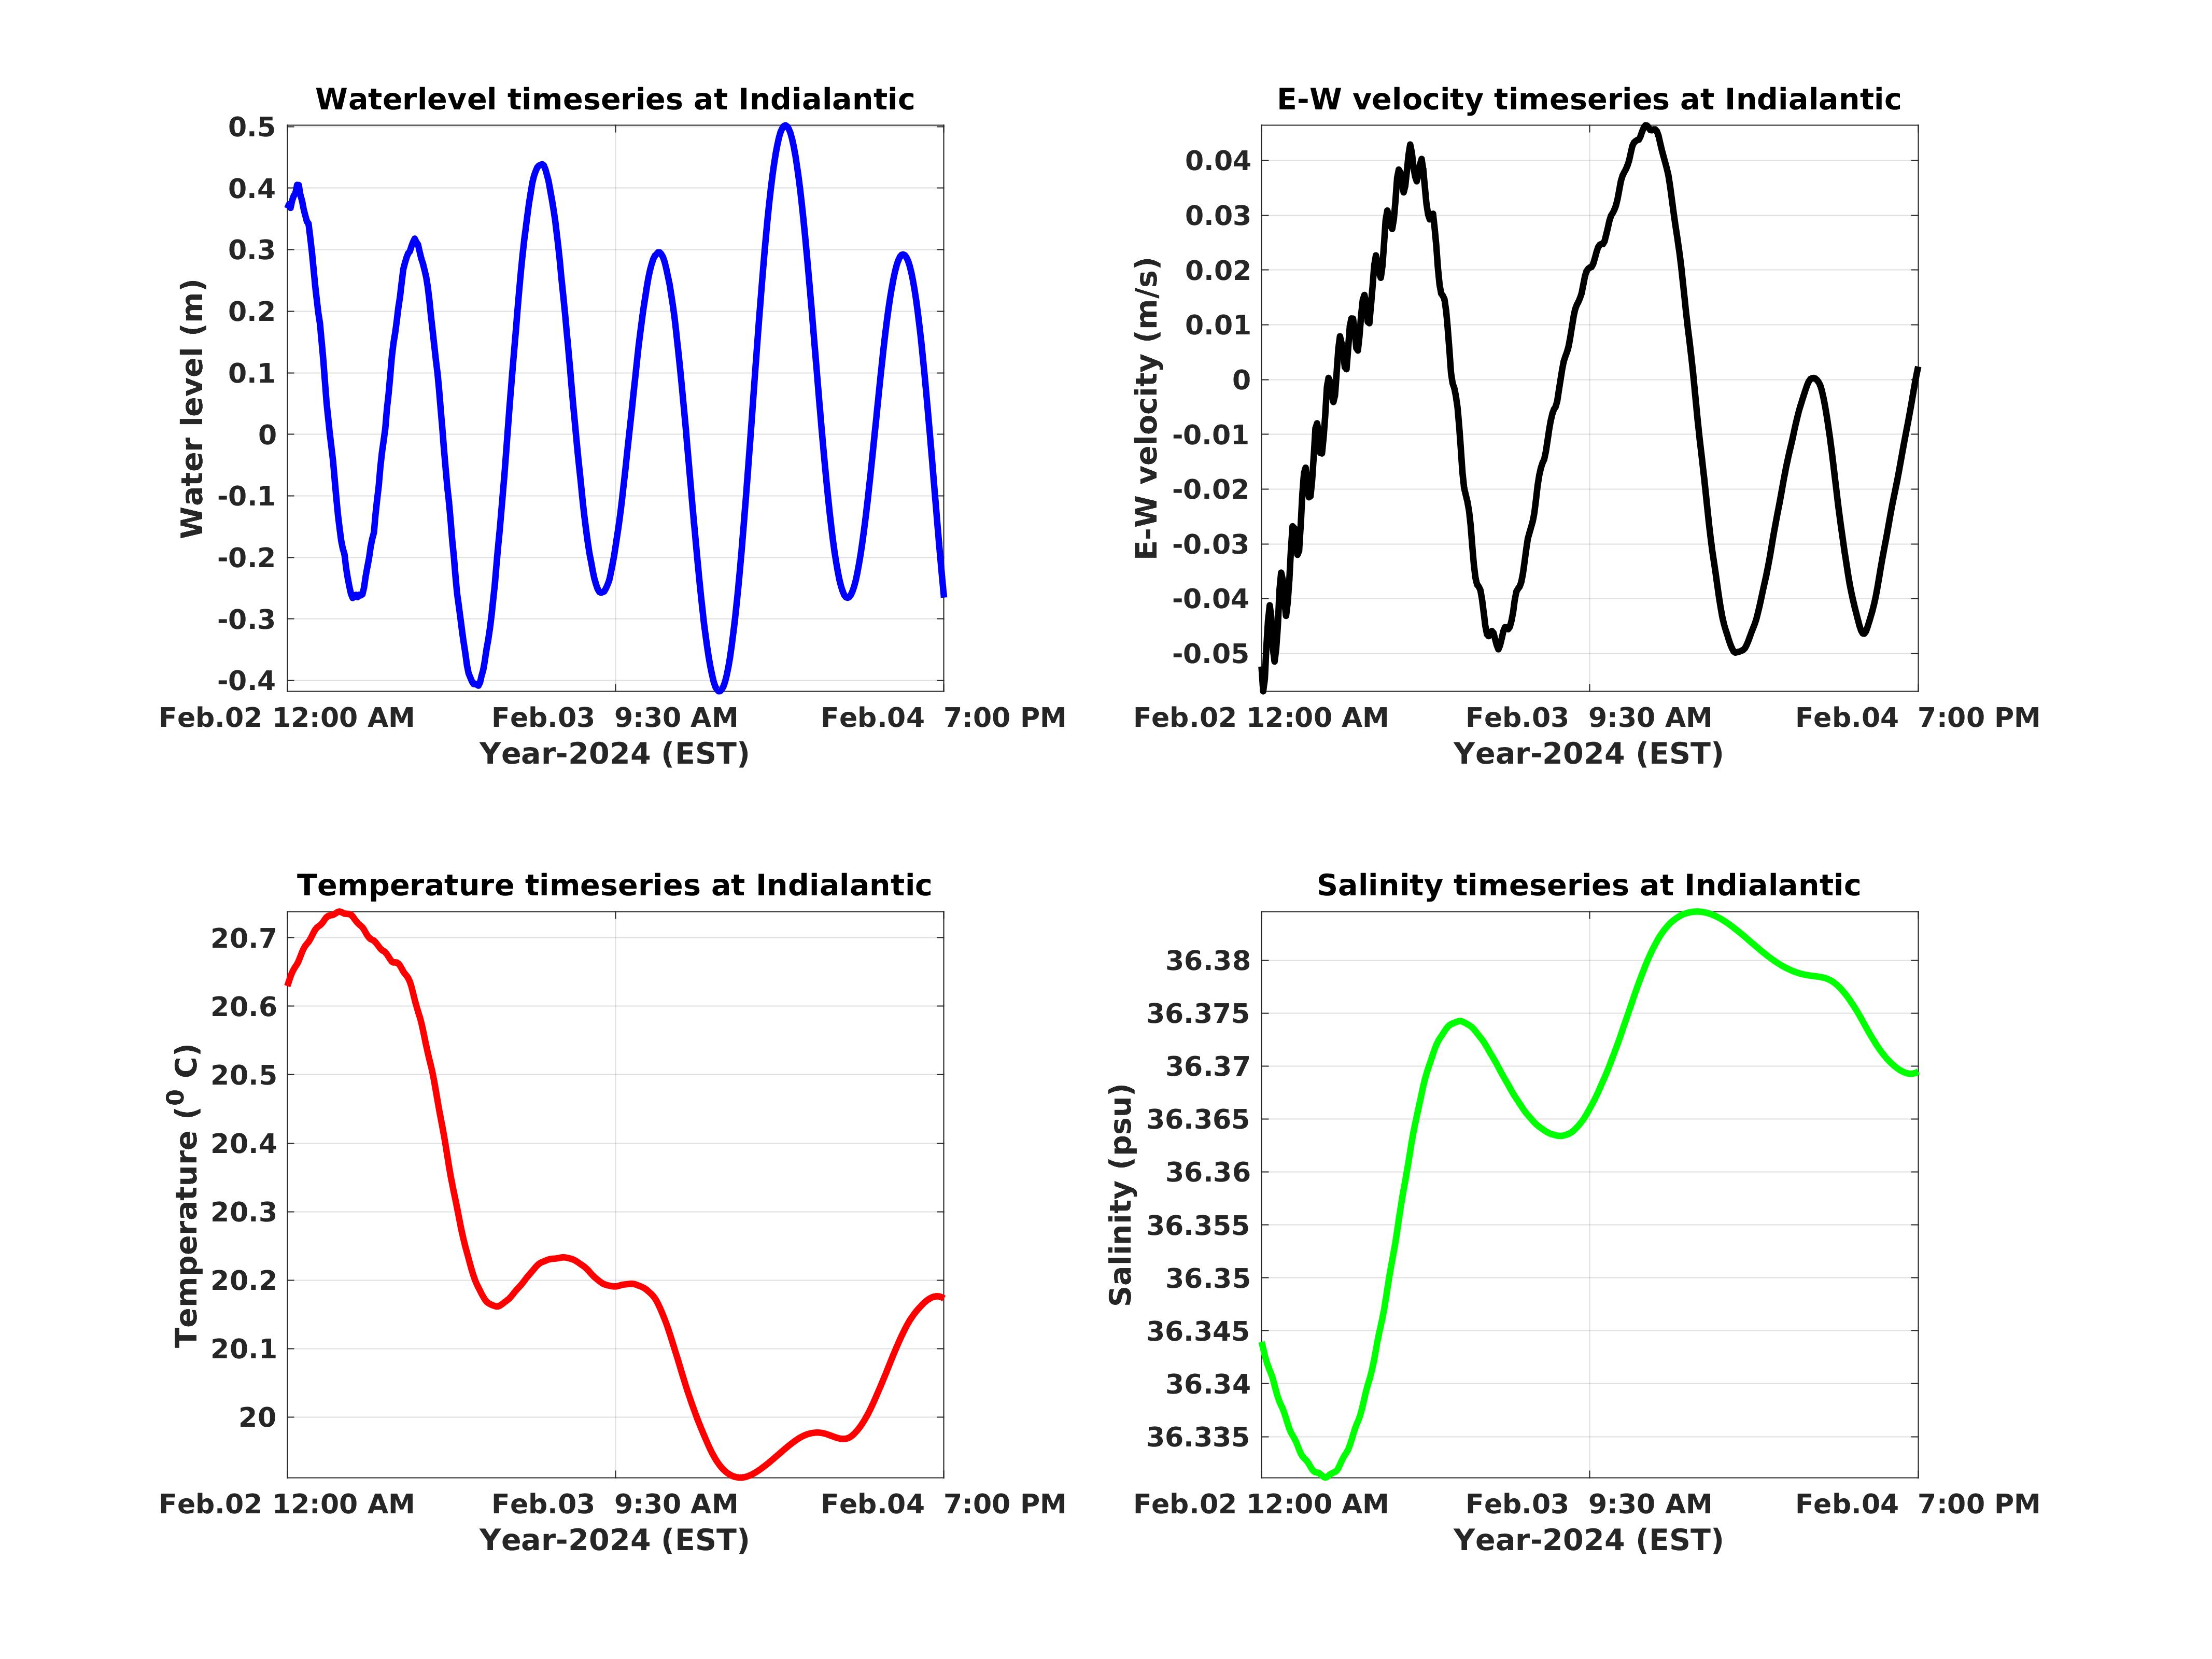 Waterlevel timeseries at Indialantic
0.5
0.4
0.3
0.2
0.1
0
-0.1
-0.2
-0.3
-0.4
Water level (m)
Feb.02 12:00 AM
Feb.03 9:30 AM
Feb.04 7:00 PM
Year-2024 (EST)
E-W velocity timeseries at Indialantic
0.04
0.03
0.02
0.01
0
-0.01
-0.02
-0.03
-0.04
-0.05
E-W velocity (m/s)
Feb.02 12:00 AM
Feb.03 9:30 AM
Feb.04 7:00 PM
Year-2024 (EST)
Temperature timeseries at Indialantic
20.7
20.6
20.5
20.4
20.3
20.2
20.1
20
Temperature (⁰ C)
Feb.02 12:00 AM
Feb.03 9:30 AM
Feb.04 7:00 PM
Year-2024 (EST)
Salinity timeseries at Indialantic
36.38
36.375
36.37
36.365
36.36
36.355
36.35
36.345
36.34
36.335
Salinity (psu)
Feb.02 12:00 AM
Feb.03 9:30 AM
Feb.04 7:00 PM
Year-2024 (EST)